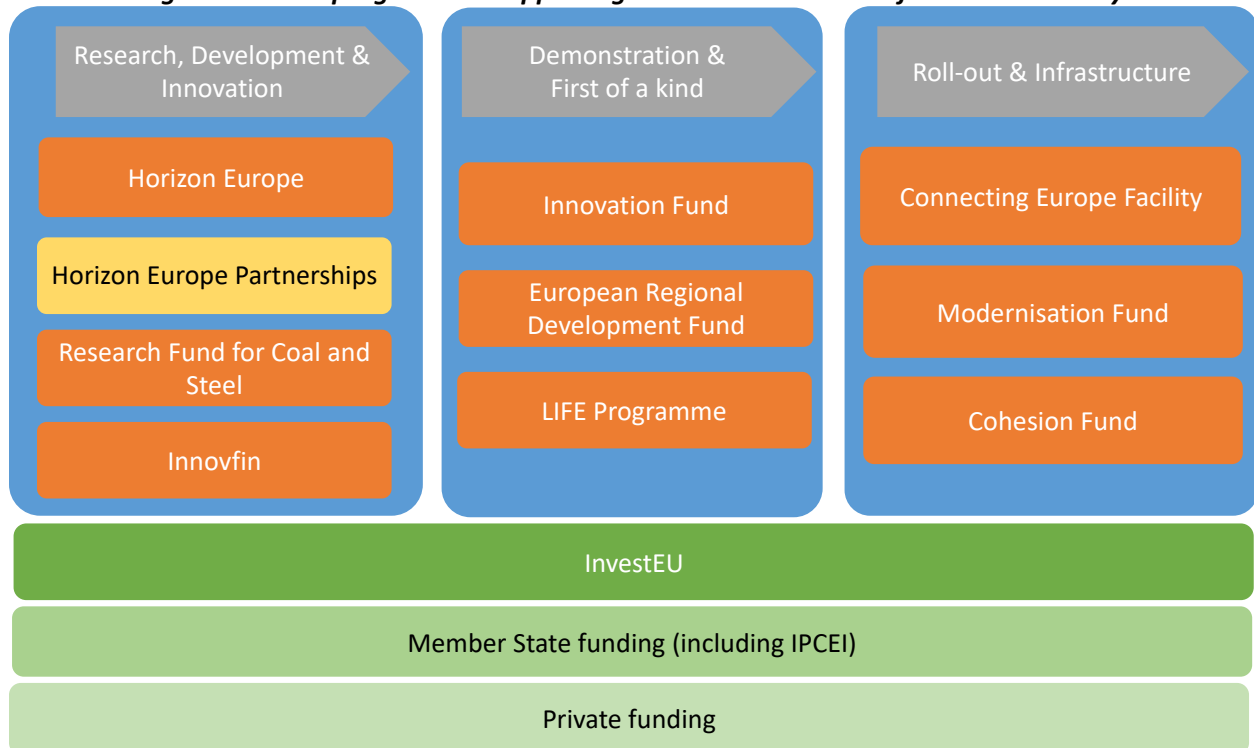 Research, Development &
Innovation
Horizon Europe
Horizon Europe Partnerships
Research Fund for Coal and
Steel
Innovfin
Demonstration &
First of a kind
Innovation Fund
European Regional
Development Fund
LIFE Programme
Roll-out & Infrastructure
Connecting Europe Facility
Modernisation Fund
Cohesion Fund
InvestEU
Member State funding (including IPCEI)
Private funding